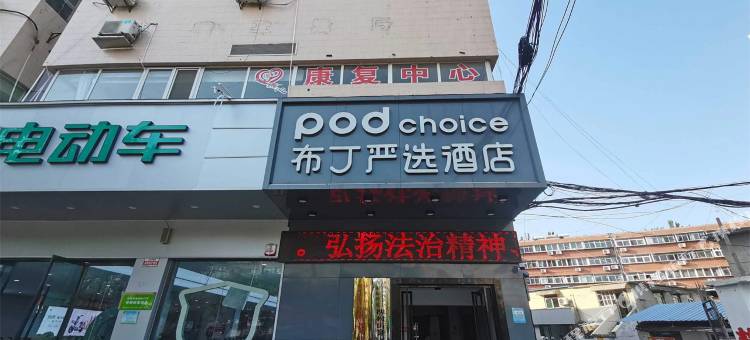 康复中心
电动车
pod choice
布丁严选酒店
。弘扬法治精神、